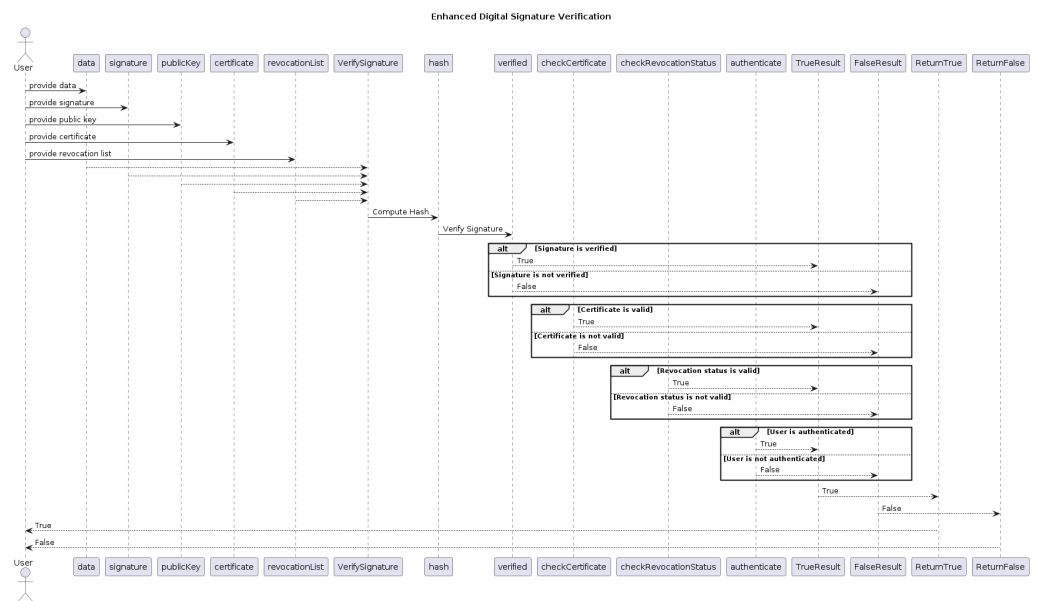 Enhanced Digital Signature Verification
User
data signature publicKey certificate revocationList VerifySignature hash verified checkCertificate checkRevocationStatus authenticate TrueResult FalseResult ReturnTrue ReturnFalse
provide data
provide signature
provide public key
provide certificate
provide revocation list
Compute Hash
Verify Signature
alt [Signature is verified]
True
[Signature is not verified]
False
alt [Certificate is valid]
True
[Certificate is not valid]
False
alt [Revocation status is valid]
True
[Revocation status is not valid]
False
alt [User is authenticated]
True
[User is not authenticated]
False
True
False
True
False
User
data signature publicKey certificate revocationList VerifySignature hash verified checkCertificate checkRevocationStatus authenticate TrueResult FalseResult ReturnTrue ReturnFalse